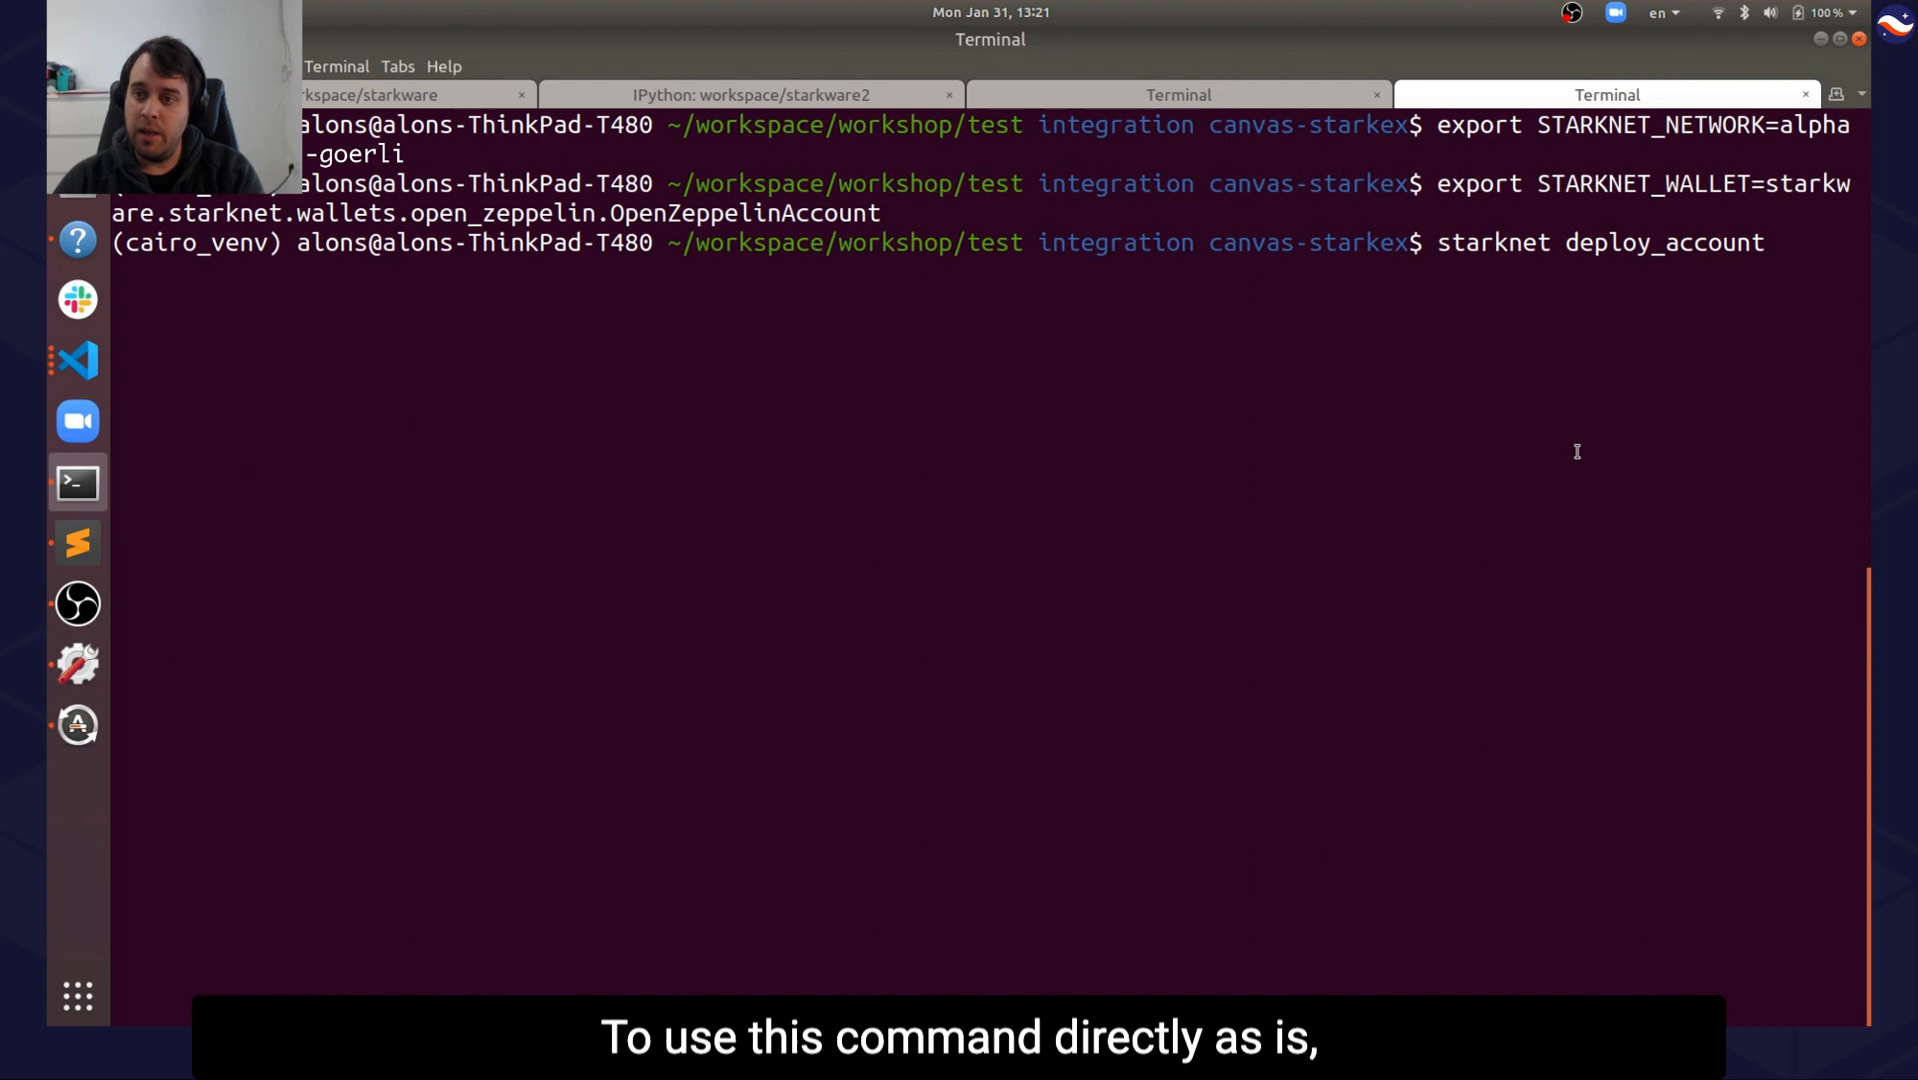 Mon Jan 31, 13:21
en
100 %
Terminal
Terminal Tabs Help
rkspace/starkware
IPython: workspace/starkware2
Terminal
Terminal
alons@alons-ThinkPad-T480 ~/workspace/workshop/test integration canvas-starkex$ export STARKNET_NETWORK=alpha
-goerli
alons@alons-ThinkPad-T480 ~/workspace/workshop/test integration canvas-starkex$ export STARKNET_WALLET=starkw
are.starknet.wallets.open_zeppelin.OpenZeppelinAccount
(cairo_venv) alons@alons-ThinkPad-T480 ~/workspace/workshop/test integration canvas-starkex$ starknet deploy_account
To use this command directly as is,